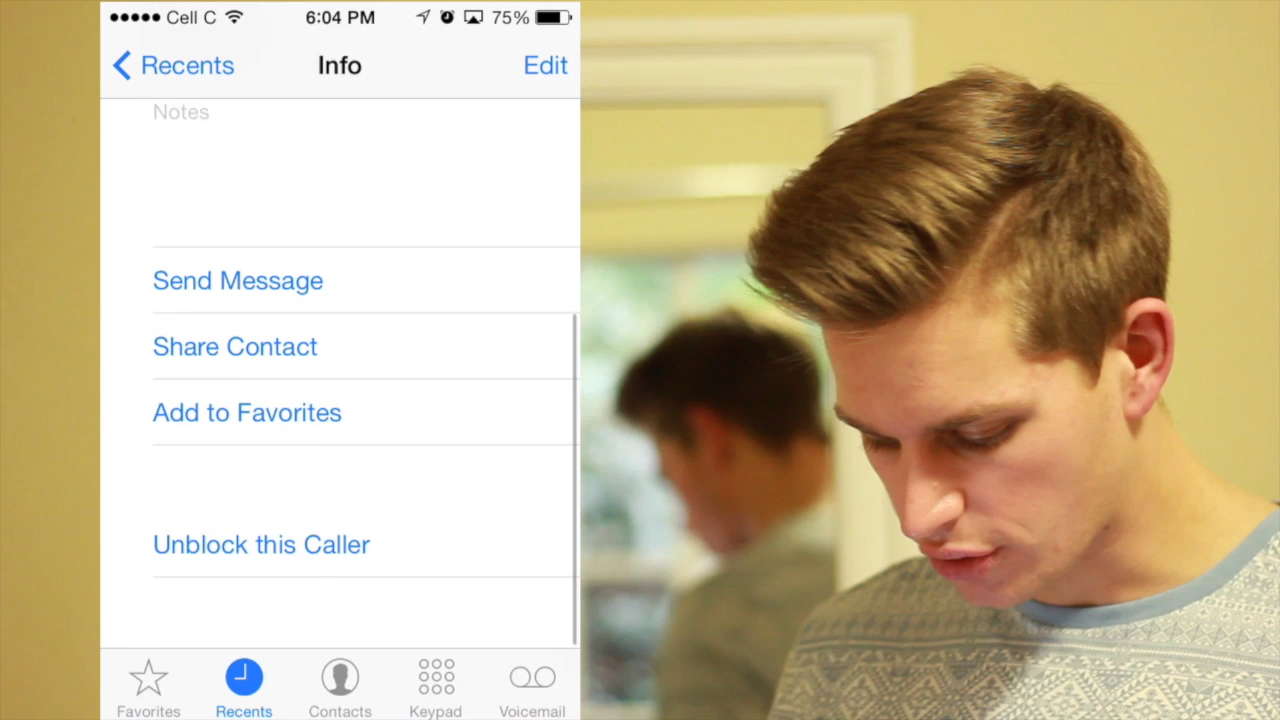 Cell C 6:04 PM 75%
Recents Info Edit
Notes
Send Message
Share Contact
Add to Favorites
Unblock this Caller
Favorites Recents Contacts Keypad Voicemail